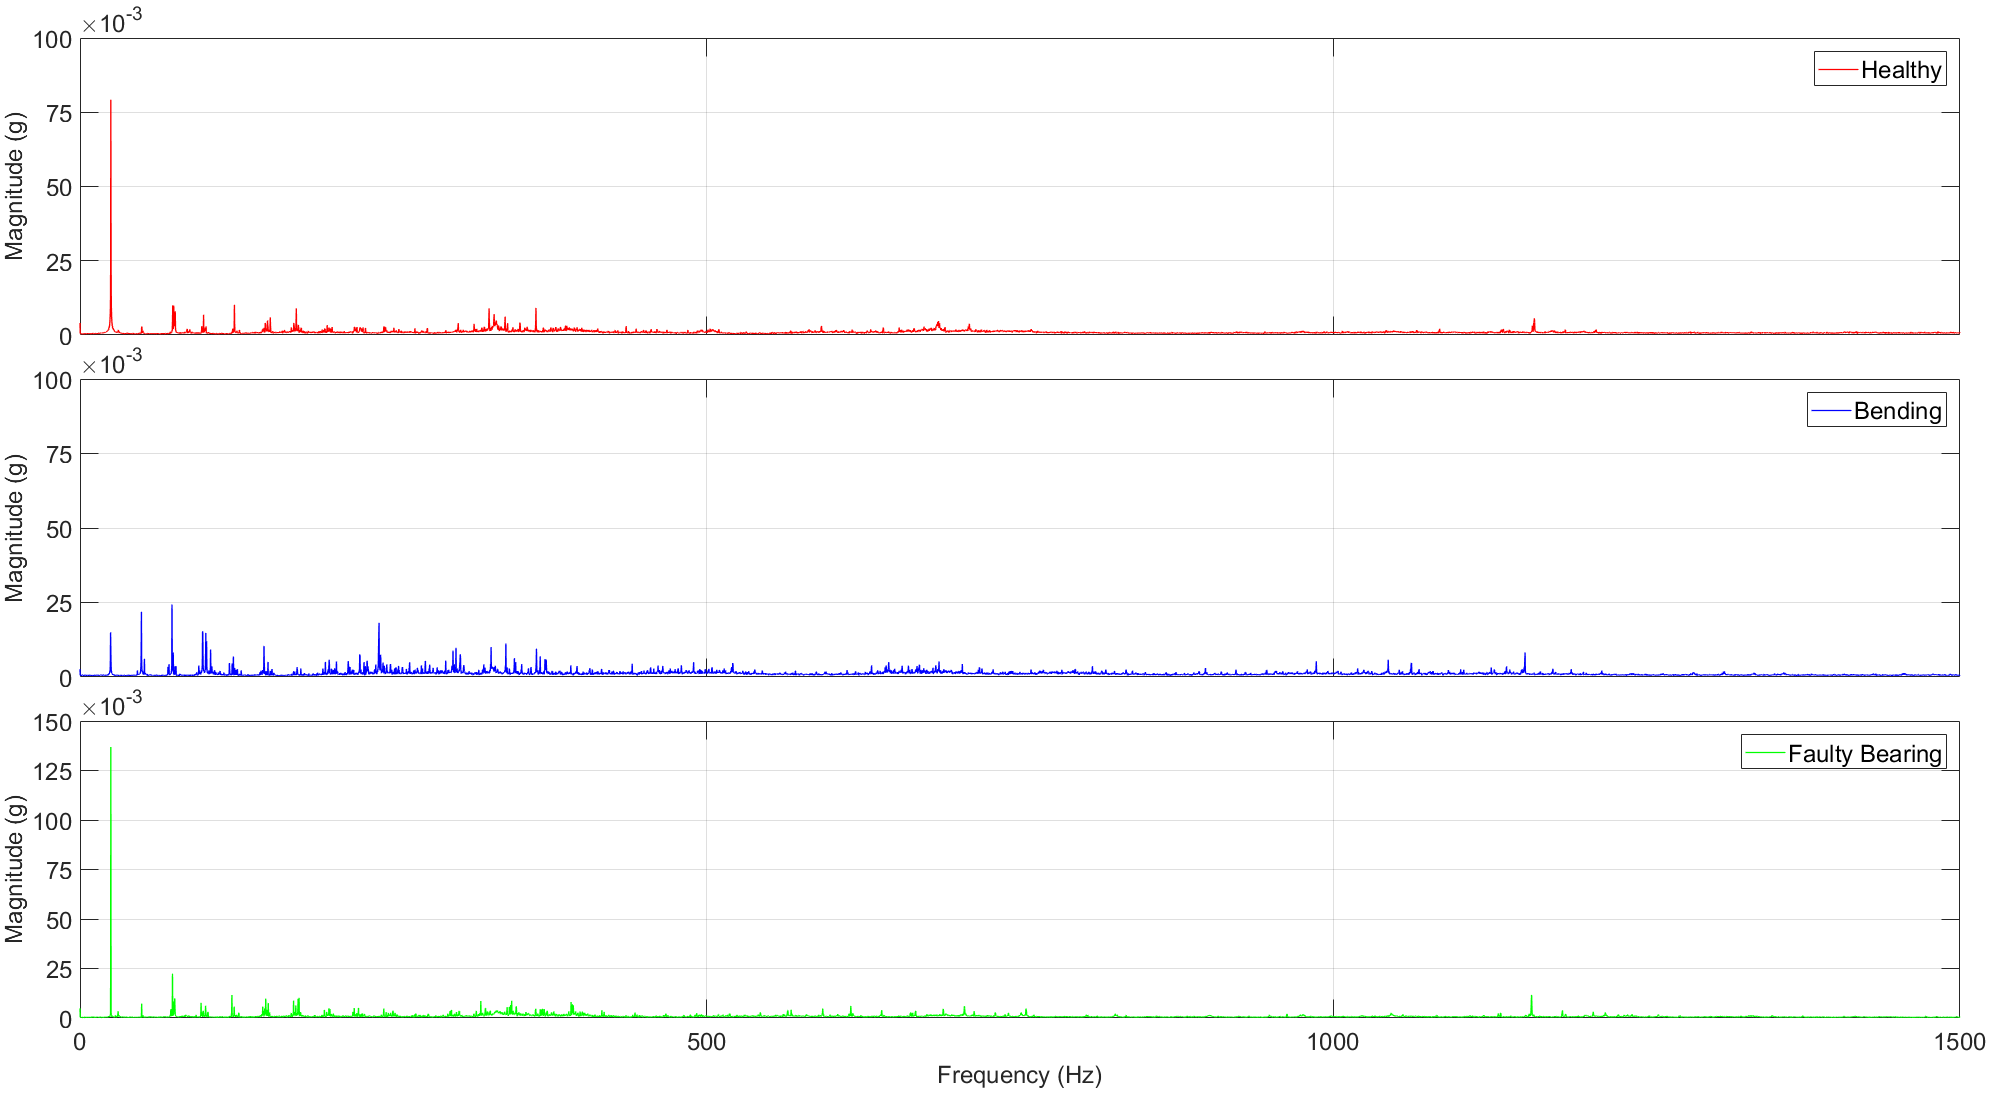 ×10-3
100
75
50
25
0
Magnitude (g)
Healthy
×10-3
100
75
50
25
0
Magnitude (g)
Bending
×10-3
150
125
100
75
50
25
0
Magnitude (g)
Faulty Bearing
0 500 1000 1500
Frequency (Hz)